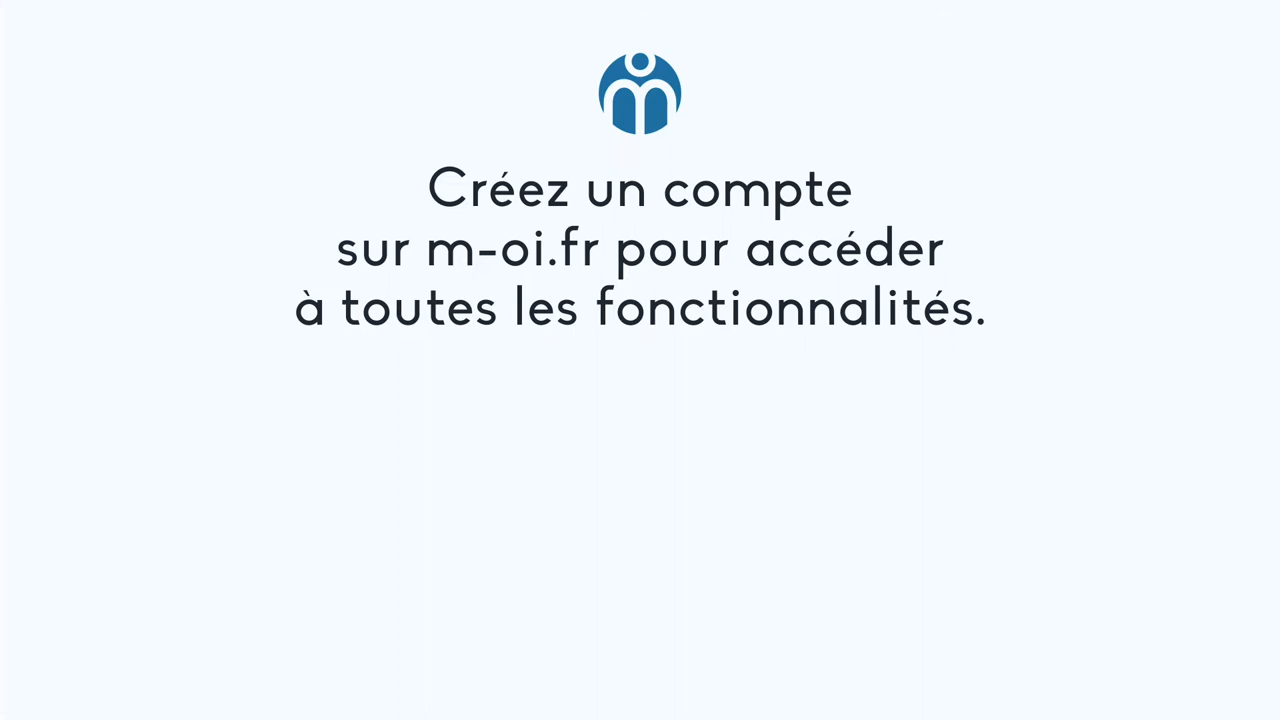 Créez un compte
sur m-oi.fr pour accéder
à toutes les fonctionnalités.